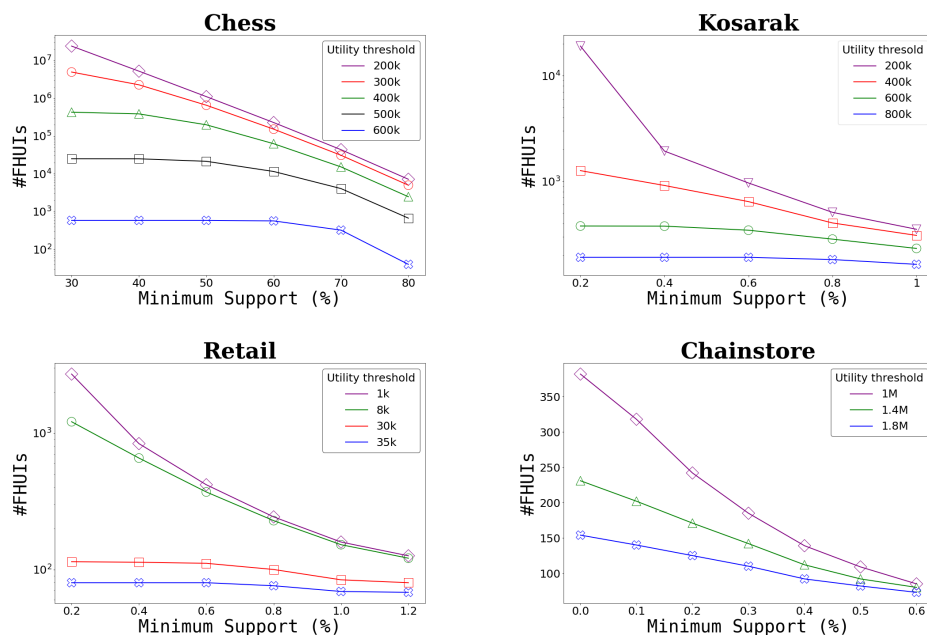 Chess
#FHUIs
10^7
10^6
10^5
10^4
10^3
10^2
30 40 50 60 70 80
Minimum Support (%)
Utility threshold
200k
300k
400k
500k
600k
Kosarak
#FHUIs
10^4
10^3
0.2 0.4 0.6 0.8 1
Minimum Support (%)
Utility thresold
200k
400k
600k
800k
Retail
#FHUIs
10^3
10^2
0.2 0.4 0.6 0.8 1.0 1.2
Minimum Support (%)
Utility threshold
1k
8k
30k
35k
Chainstore
#FHUIs
350
300
250
200
150
100
0.0 0.1 0.2 0.3 0.4 0.5 0.6
Minimum Support (%)
Utility threshold
1M
1.4M
1.8M